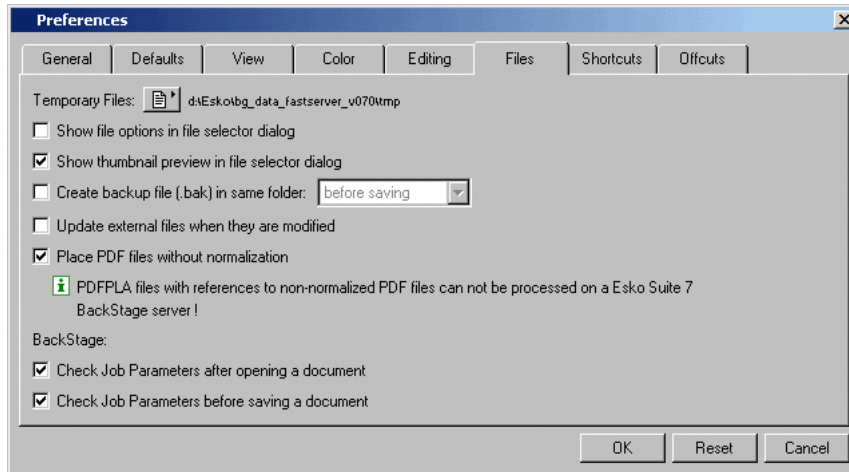 Preferences
General Defaults View Color Editing Files Shortcuts Offcuts
Temporary Files: d:\Esko\bg_data_fastserver_v070\tmp
Show file options in file selector dialog
Show thumbnail preview in file selector dialog
Create backup file (.bak) in same folder: before saving
Update external files when they are modified
Place PDF files without normalization
PDFPLA files with references to non-normalized PDF files can not be processed on a Esko Suite 7
BackStage server !
BackStage:
Check Job Parameters after opening a document
Check Job Parameters before saving a document
OK Reset Cancel